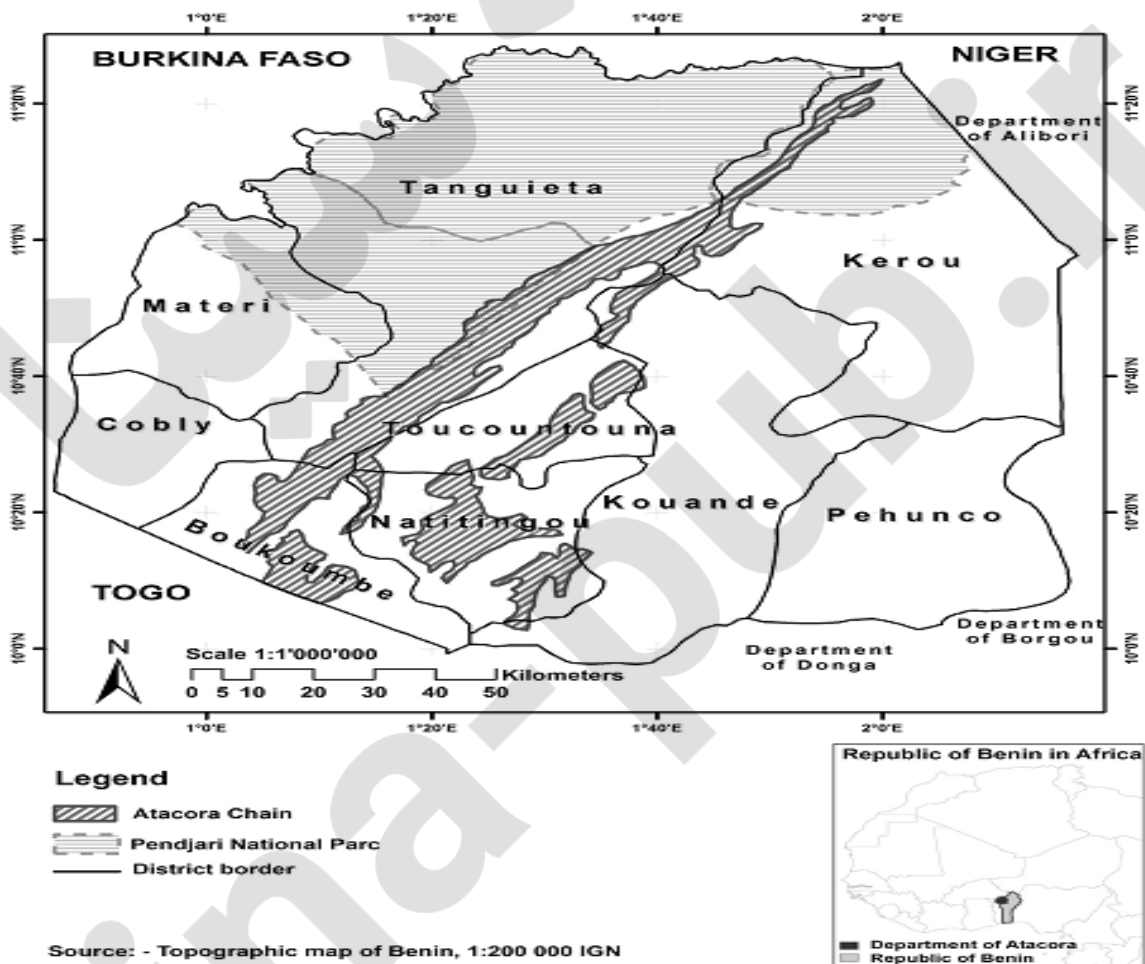 1°0'E 1°20'E 1°40'E 2°0'E
BURKINA FASO
NIGER
11°20'N
11°20'N
Department
of Alibori
Tanguieta
11°0'N
11°0'N
Kerou
Materi
10°40'N
10°40'N
Cobly
Toucountouna
Kouande
Pehunco
10°20'N
10°20'N
Natitingou
Boukoumbe
TOGO
Department
of Borgou
Department
of Donga
10°0'N
10°0'N
N
Scale 1:1'000'000
Kilometers
0 5 10 20 30 40 50
1°0'E 1°20'E 1°40'E 2°0'E
Legend
Atacora Chain
Pendjari National Parc
District border
Source: - Topographic map of Benin, 1:200 000 IGN
Republic of Benin in Africa
Department of Atacora
Republic of Benin
ina-pub.ir